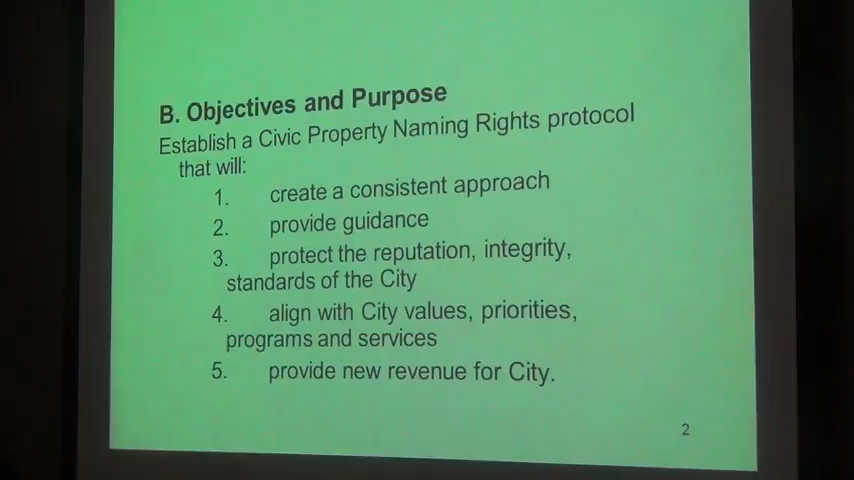 B. Objectives and Purpose
Establish a Civic Property Naming Rights protocol
that will:
1. create a consistent approach
2. provide guidance
3. protect the reputation, integrity,
standards of the City
4. align with City values, priorities,
programs and services
5. provide new revenue for City.
2